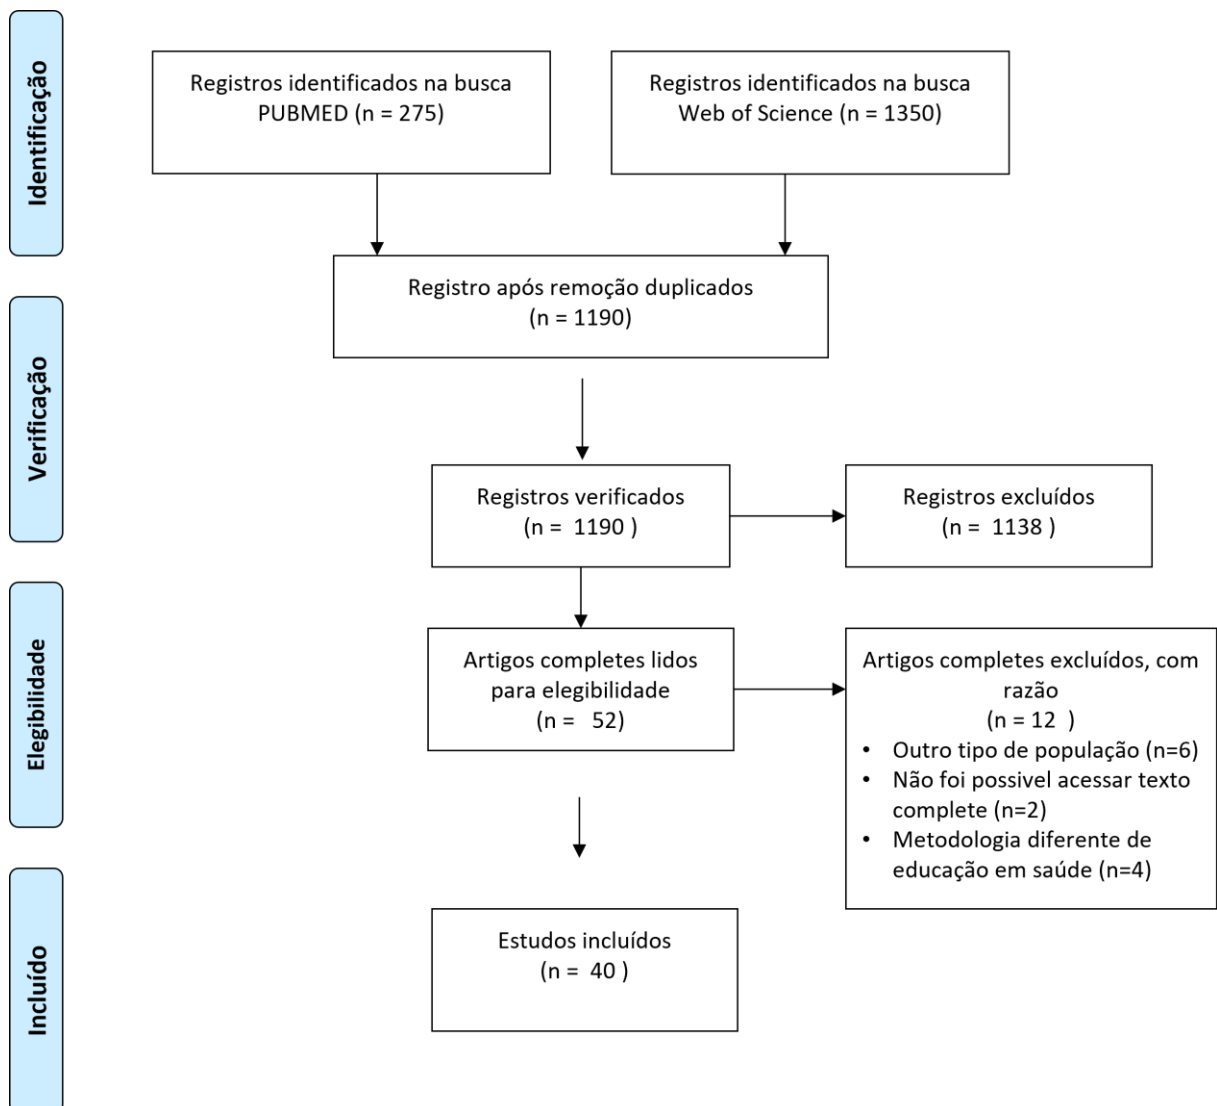 Identificação
Registros identificados na busca
PUBMED (n = 275)
Registros identificados na busca
Web of Science (n = 1350)
Registro após remoção duplicados
(n = 1190)
Verificação
Registros verificados
(n =  1190 )
Registros excluídos
(n =  1138 )
Elegibilidade
Artigos completes lidos
para elegibilidade
(n =   52)
Artigos completes excluídos, com
razão
(n = 12  )
• Outro tipo de população (n=6)
• Não foi possivel acessar texto
complete (n=2)
• Metodologia diferente de
educação em saúde (n=4)
Incluído
Estudos incluídos
(n =  40 )